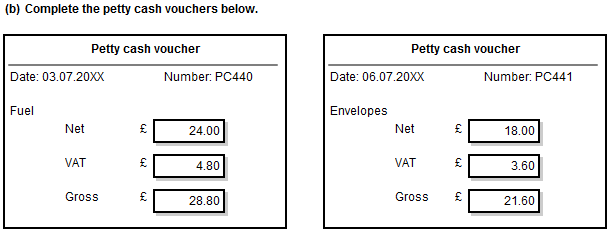 (b) Complete the petty cash vouchers below.
Petty cash voucher
Date: 03.07.20XX Number: PC440
Fuel
Net £ 24.00
VAT £ 4.80
Gross £ 28.80
Petty cash voucher
Date: 06.07.20XX Number: PC441
Envelopes
Net £ 18.00
VAT £ 3.60
Gross £ 21.60